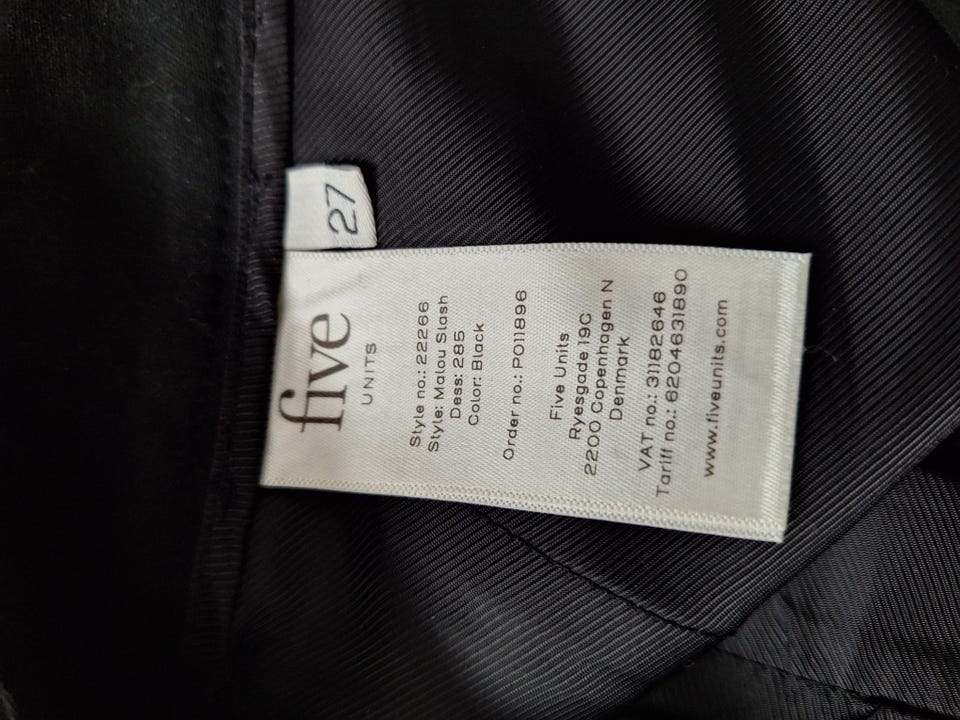 27
five
UNITS
Style no.: 22266
Style: Malou Slash
Dess: 285
Color: Black
Order no.: PO11896
Five Units
Ryesgade 19C
2200 Copenhagen N
Denmark
VAT no.: 31182646
Tariff no.: 6204631890
www.fiveunits.com